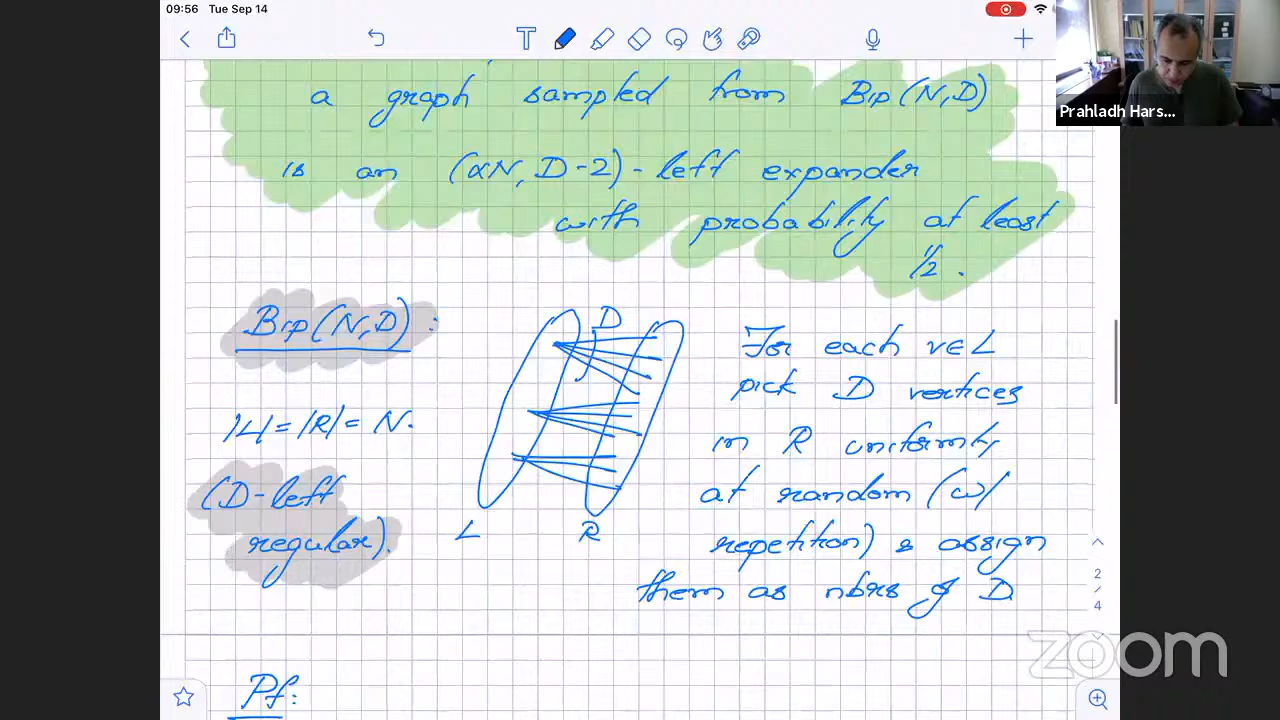 09:56 Tue Sep 14
a graph sampled from Bip(N,D)
is an (αN, D-2)-left expander
with probability at least
1/2.
Bip(N,D):
|L|=|R|=N.
(D-left
regular).
D
L
R
For each v∈L
pick D vertices
in R uniformly
at random (w/
repetition) & assign
them as nbrs of D
Pf:
Prahladh Hars...
2
/
4
zoom